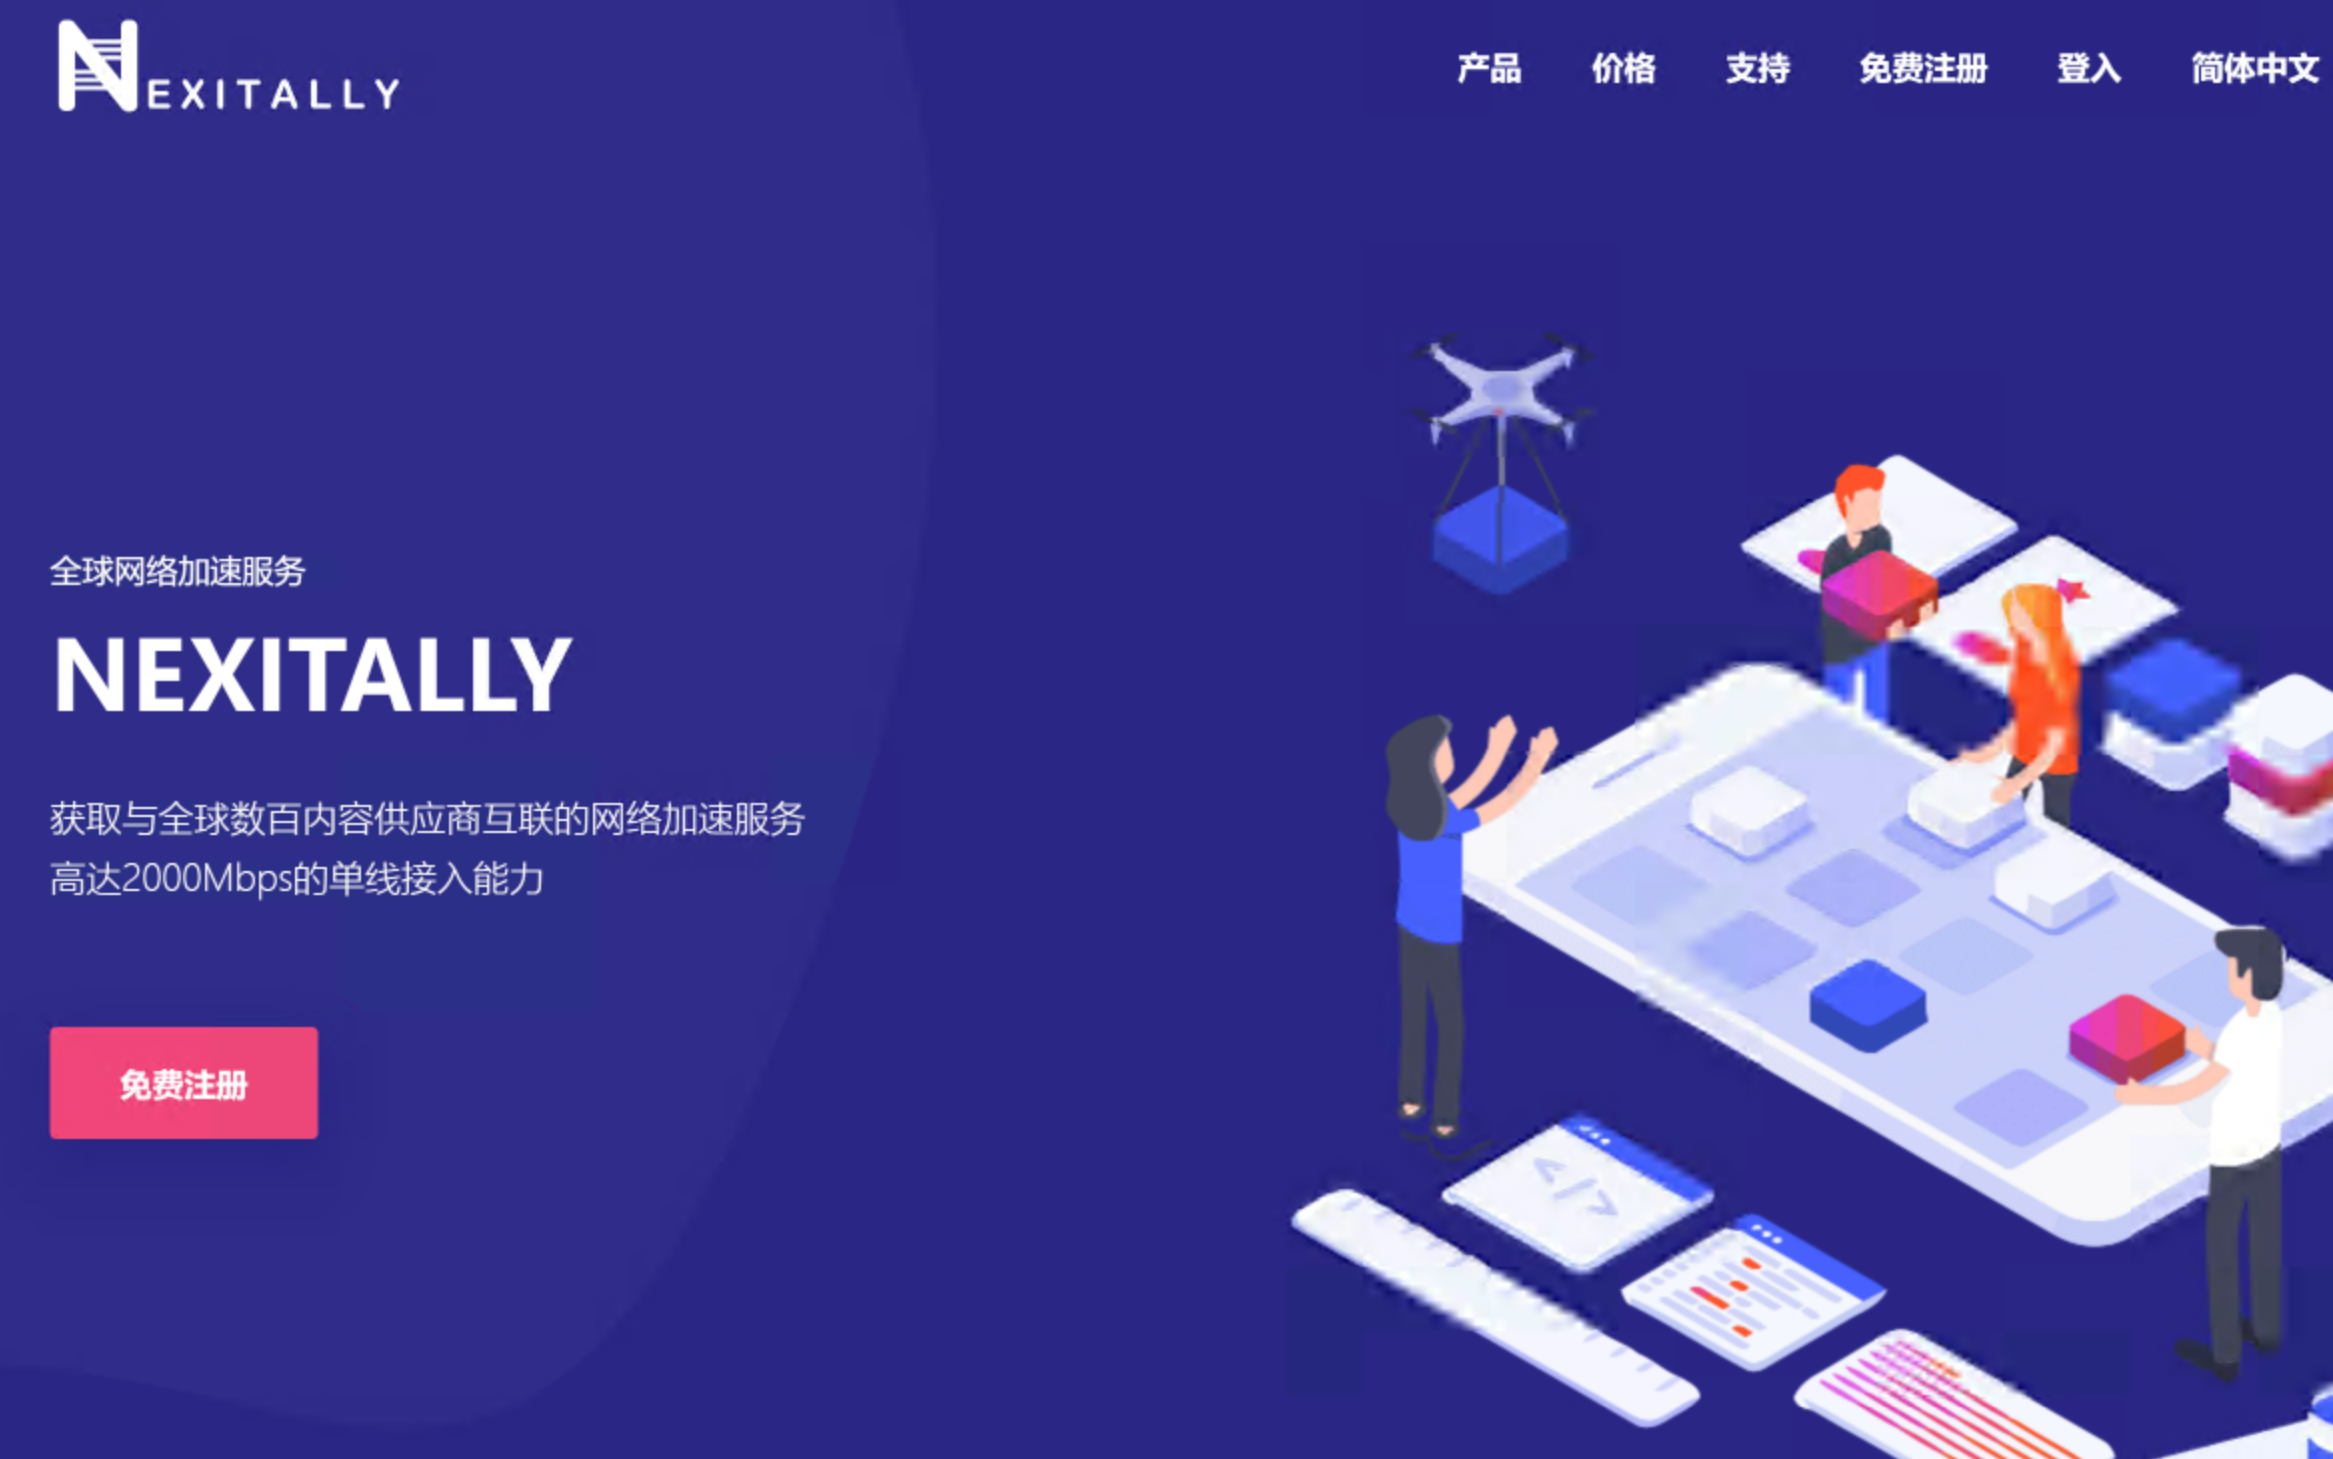 NEXITALLY
产品 价格 支持 免费注册 登入 简体中文
全球网络加速服务
NEXITALLY
获取与全球数百内容供应商互联的网络加速服务
高达2000Mbps的单线接入能力
免费注册
</>